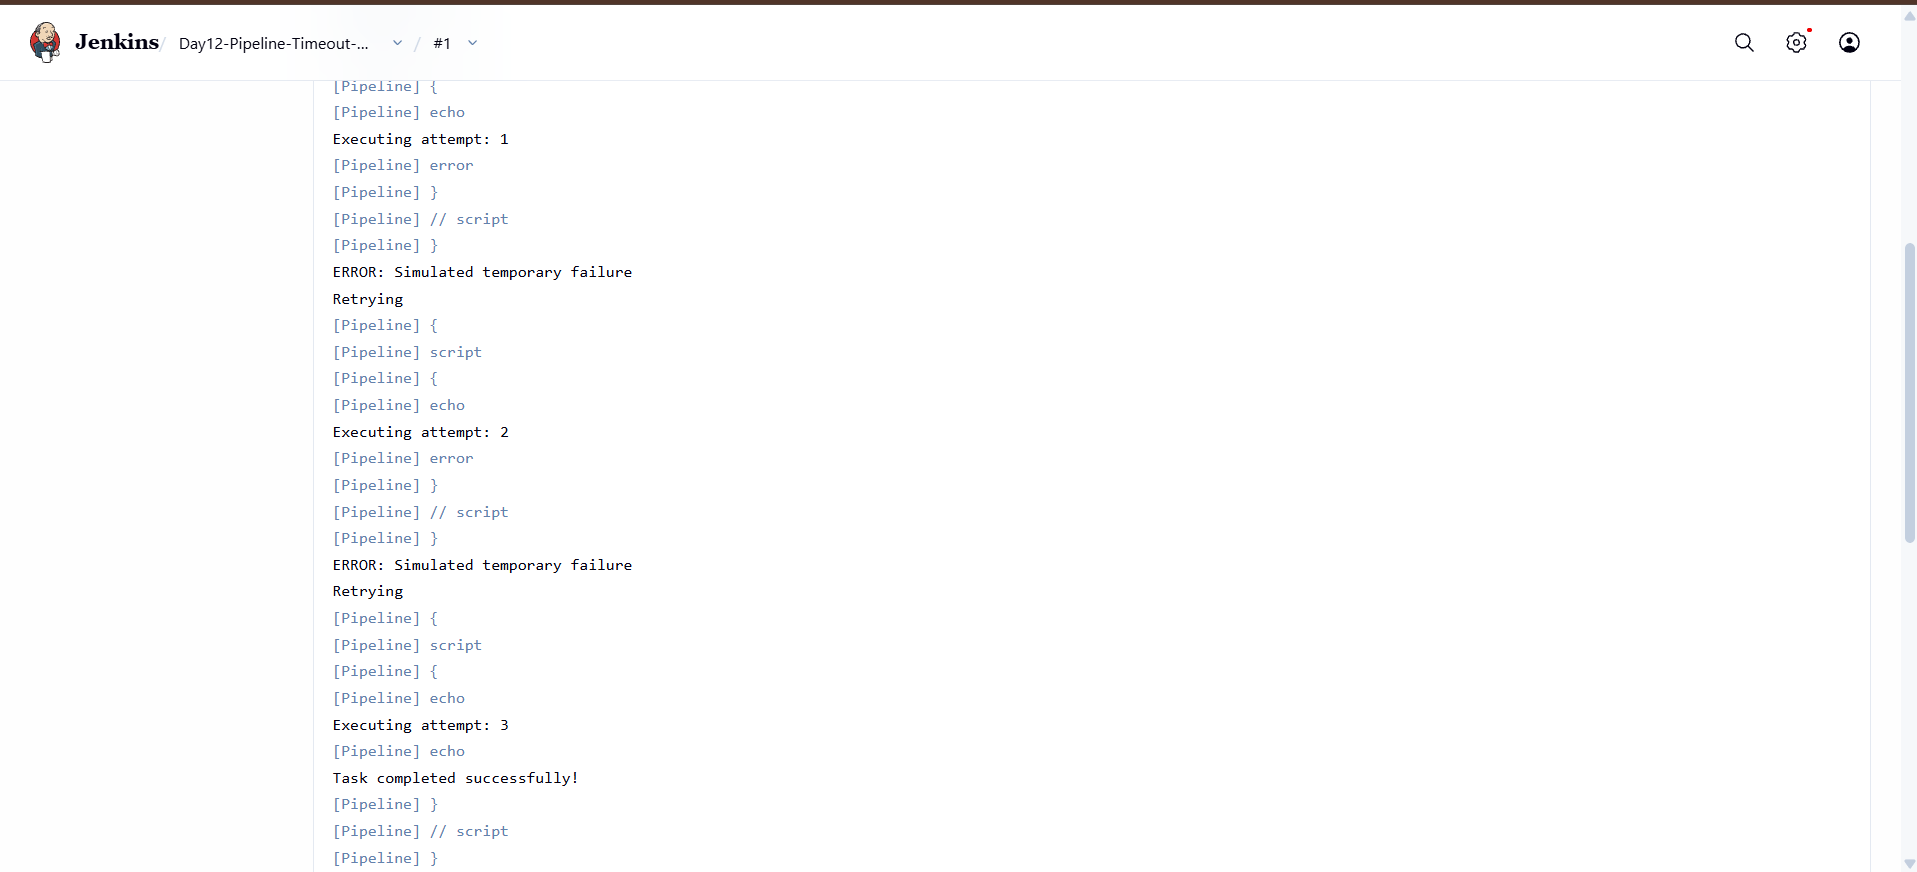 Jenkins / Day12-Pipeline-Timeout-... / #1
[Pipeline] {
[Pipeline] echo
Executing attempt: 1
[Pipeline] error
[Pipeline] }
[Pipeline] // script
[Pipeline] }
ERROR: Simulated temporary failure
Retrying
[Pipeline] {
[Pipeline] script
[Pipeline] {
[Pipeline] echo
Executing attempt: 2
[Pipeline] error
[Pipeline] }
[Pipeline] // script
[Pipeline] }
ERROR: Simulated temporary failure
Retrying
[Pipeline] {
[Pipeline] script
[Pipeline] {
[Pipeline] echo
Executing attempt: 3
[Pipeline] echo
Task completed successfully!
[Pipeline] }
[Pipeline] // script
[Pipeline] }